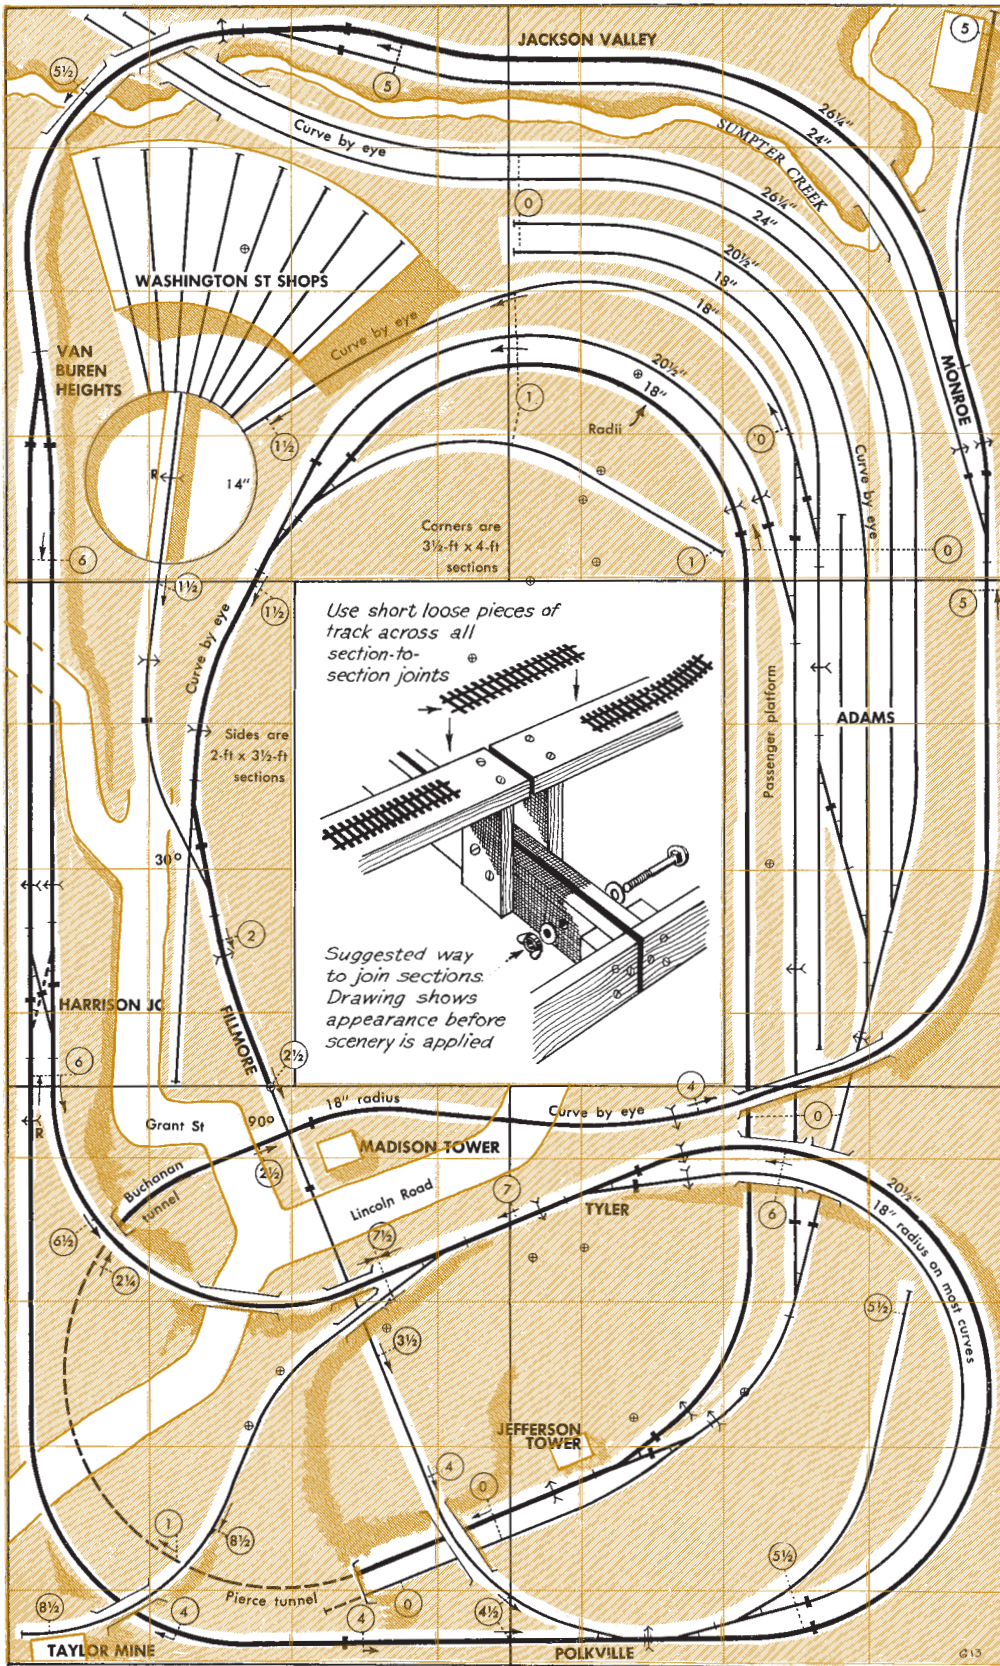 JACKSON VALLEY
5
5½
5
26¼"
24"
SUMPTER CREEK
Curve by eye
0
26¼"
24"
20½"
18"
18"
WASHINGTON ST SHOPS
Curve by eye
VAN
BUREN
HEIGHTS
MONROE
20½"
18"
Radii
1
1½
0
R
14"
Curve by eye
Corners are
3½-ft x 4-ft
sections
1
0
6
1½
1½
5
Curve by eye
Use short loose pieces of
track across all
section-to-
section joints
Passenger platform
ADAMS
Sides are
2-ft x 3½-ft
sections
30°
2
Suggested way
to join sections.
Drawing shows
appearance before
scenery is applied
HARRISON JC
FILLMORE
6
2½
18" radius
Curve by eye
4
0
R
Grant St
90°
MADISON TOWER
2½
Buchanan
tunnel
Lincoln Road
7
TYLER
20½"
18" radius on most curves
6
6½
2¼
7½
5½
3½
JEFFERSON
TOWER
4
0
1
8½
5½
Pierce tunnel
8½
4
4
0
4½
TAYLOR MINE
POLKVILLE
G13